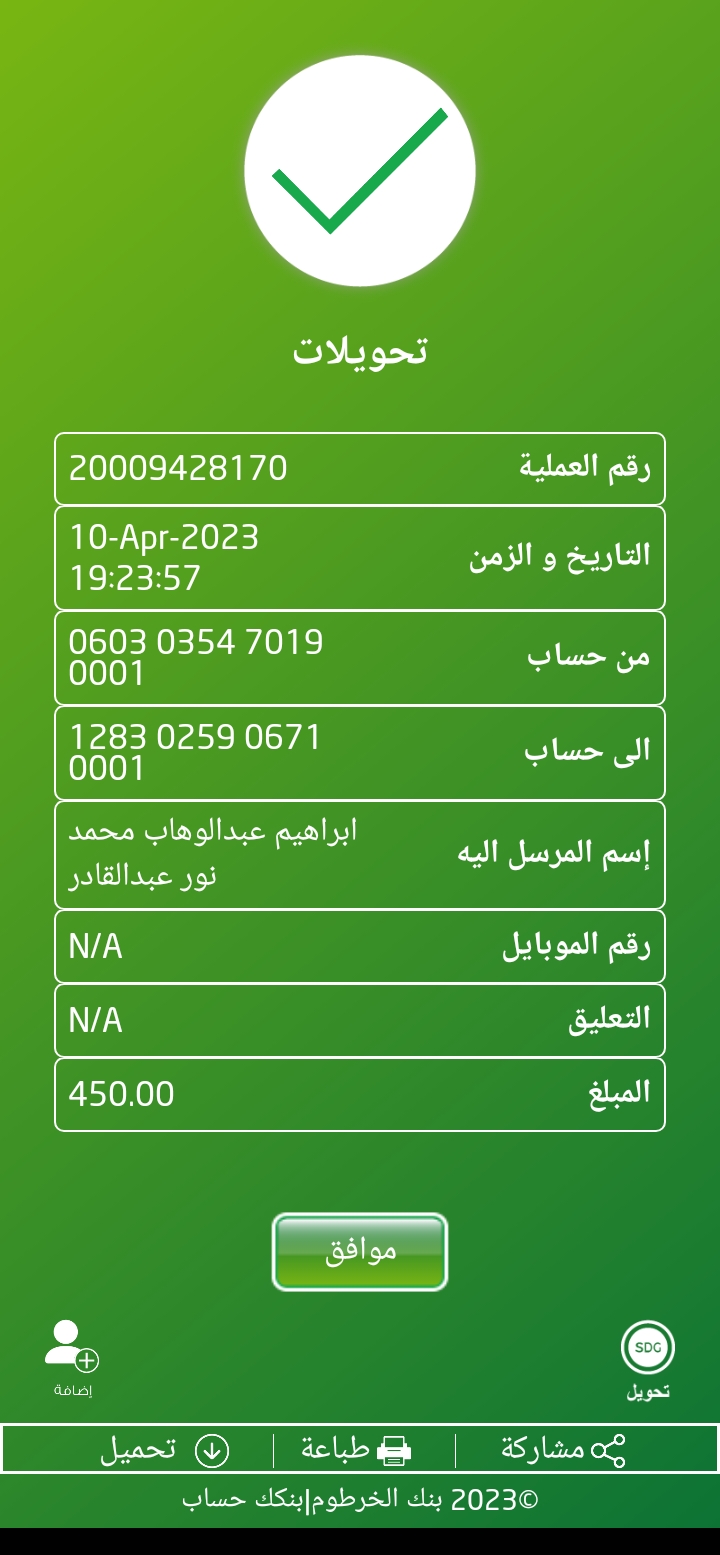 تحويلات
رقم العملية 20009428170
التاريخ و الزمن 10-Apr-2023
19:23:57
من حساب 0603 0354 7019
0001
الى حساب 1283 0259 0671
0001
إسم المرسل اليه ابراهيم عبدالوهاب محمد
نور عبدالقادر
رقم الموبايل N/A
التعليق N/A
المبلغ 450.00
موافق
SDG
تحويل
إضافة
مشاركة طباعة تحميل
©2023 بنك الخرطوم|بنكك حساب